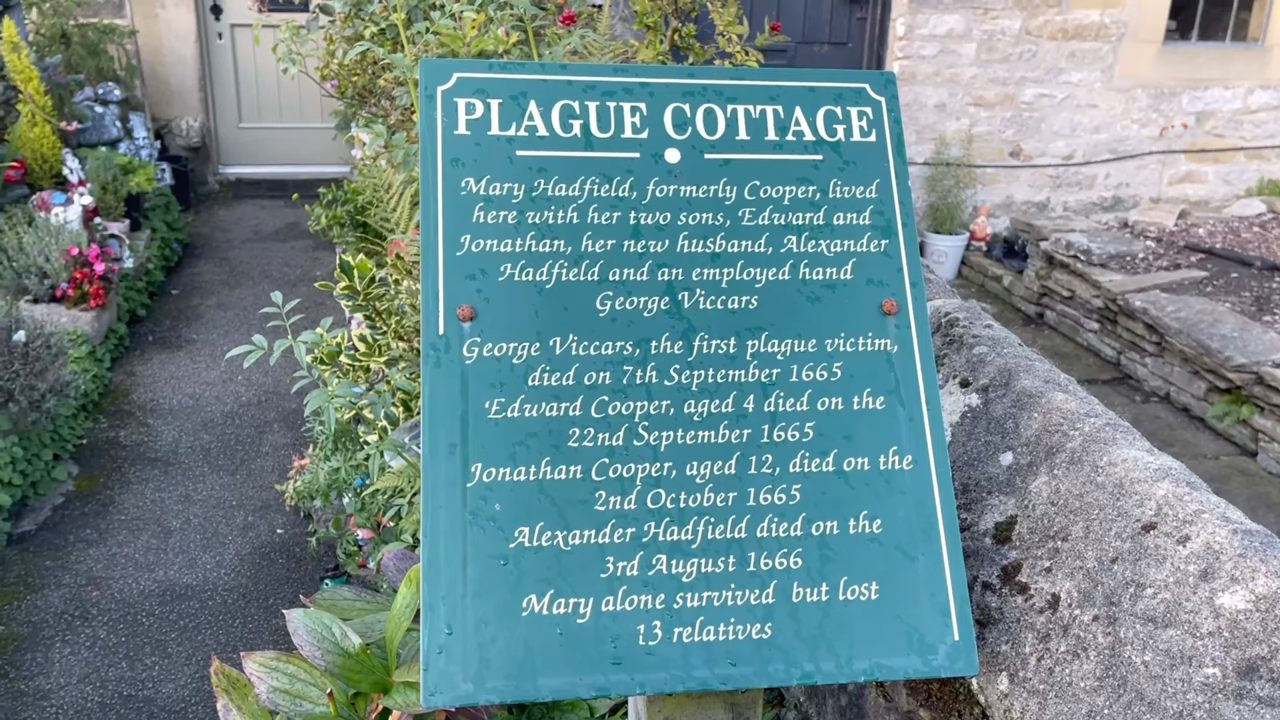 PLAGUE COTTAGE
Mary Hadfield, formerly Cooper, lived
here with her two sons, Edward and
Jonathan, her new husband, Alexander
Hadfield and an employed hand
George Viccars
George Viccars, the first plague victim,
died on 7th September 1665
Edward Cooper, aged 4 died on the
22nd September 1665
Jonathan Cooper, aged 12, died on the
2nd October 1665
Alexander Hadfield died on the
3rd August 1666
Mary alone survived but lost
13 relatives